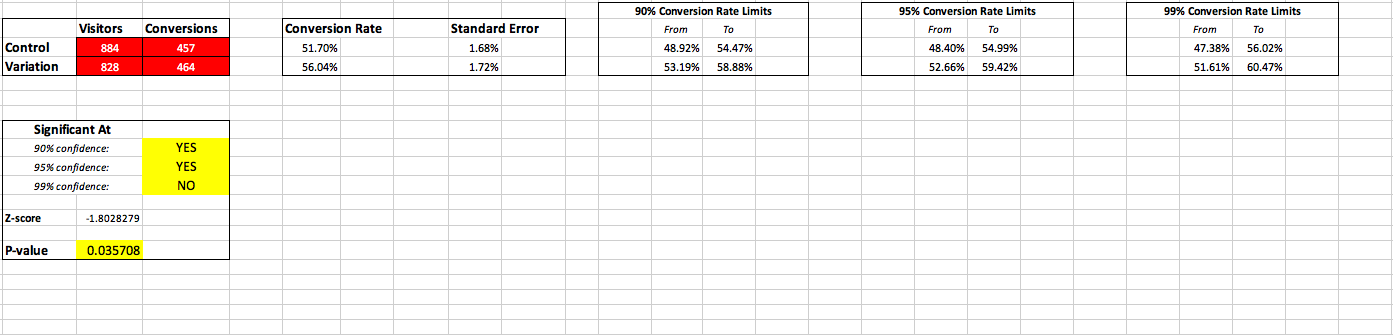 90% Conversion Rate Limits 95% Conversion Rate Limits 99% Conversion Rate Limits
Visitors Conversions Conversion Rate Standard Error From To From To From To
Control 884 457 51.70% 1.68% 48.92% 54.47% 48.40% 54.99% 47.38% 56.02%
Variation 828 464 56.04% 1.72% 53.19% 58.88% 52.66% 59.42% 51.61% 60.47%
Significant At
90% confidence: YES
95% confidence: YES
99% confidence: NO
Z-score -1.8028279
P-value 0.035708